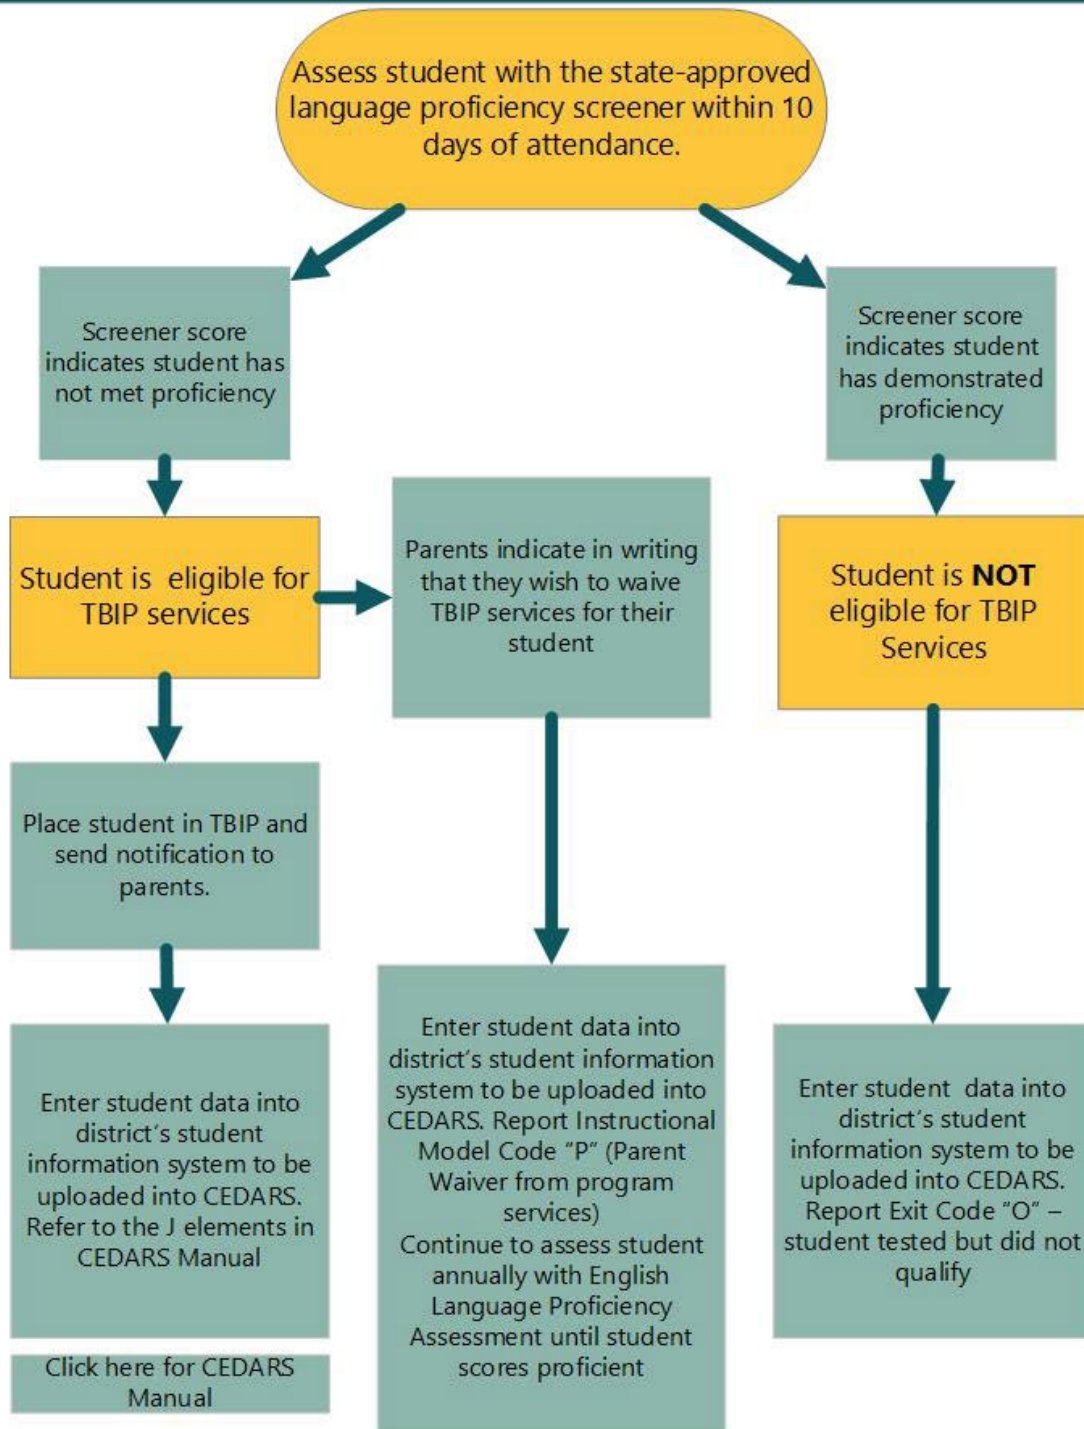 Assess student with the state-approved
language proficiency screener within 10
days of attendance.
Screener score
indicates student has
not met proficiency
Screener score
indicates student
has demonstrated
proficiency
Student is  eligible for
TBIP services
Parents indicate in writing
that they wish to waive
TBIP services for their
student
Student is NOT
eligible for TBIP
Services
Place student in TBIP and
send notification to
parents.
Enter student data into
district’s student
information system to be
uploaded into CEDARS.
Refer to the J elements in
CEDARS Manual
Enter student data into
district’s student information
system to be uploaded into
CEDARS. Report Instructional
Model Code “P” (Parent
Waiver from program
services)
Continue to assess student
annually with English
Language Proficiency
Assessment until student
scores proficient
Enter student  data into
district’s student
information system to be
uploaded into CEDARS.
Report Exit Code “O” –
student tested but did not
qualify
Click here for CEDARS
Manual